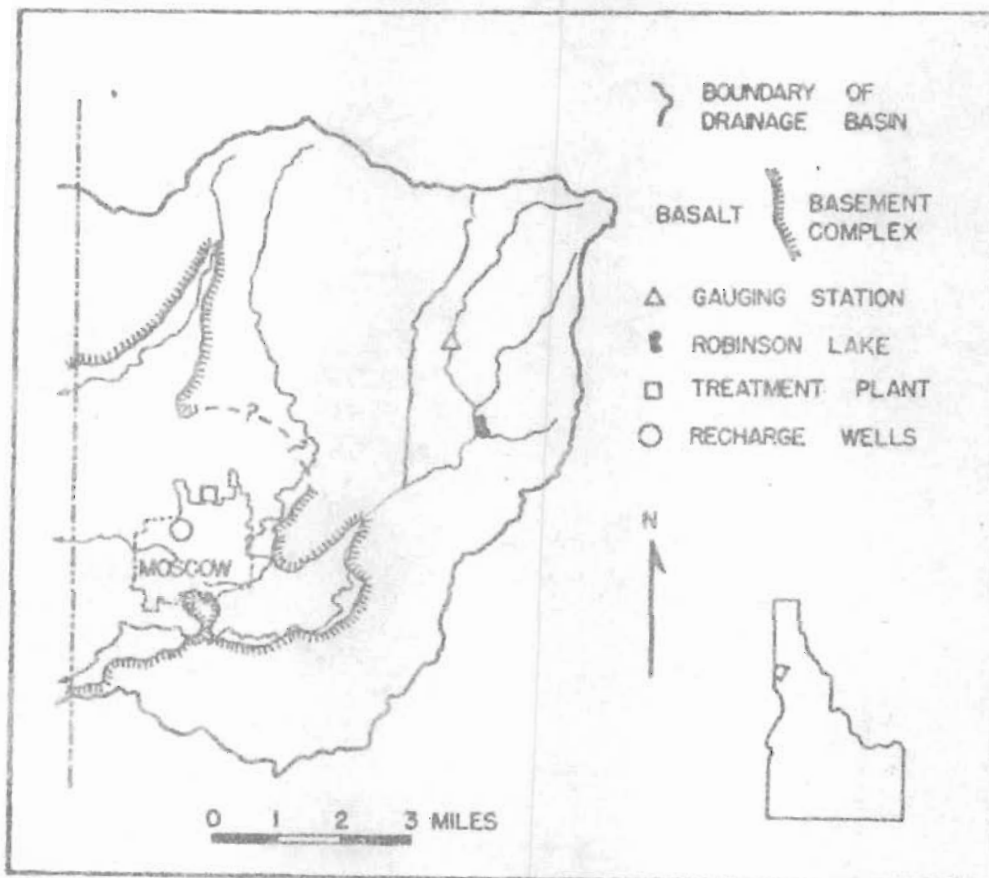 BOUNDARY OF
DRAINAGE BASIN
BASALT
BASEMENT
COMPLEX
GAUGING STATION
ROBINSON LAKE
TREATMENT PLANT
RECHARGE WELLS
?
N
MOSCOW
0 1 2 3 MILES